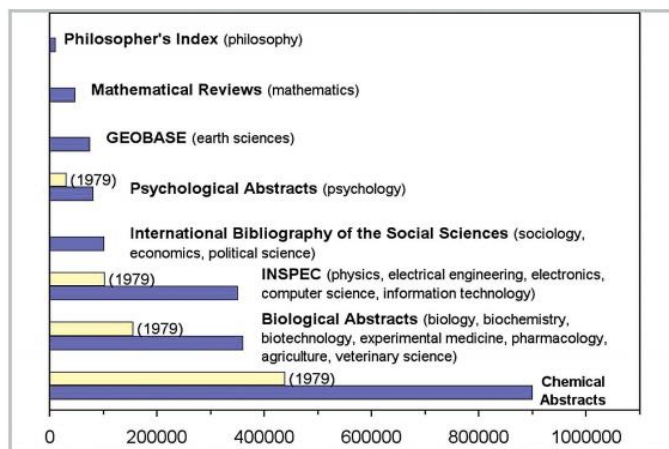 Philosopher's Index (philosophy)
Mathematical Reviews (mathematics)
GEOBASE (earth sciences)
(1979)
Psychological Abstracts (psychology)
International Bibliography of the Social Sciences (sociology,
economics, political science)
(1979)
INSPEC (physics, electrical engineering, electronics,
computer science, information technology)
(1979)
Biological Abstracts (biology, biochemistry,
biotechnology, experimental medicine, pharmacology,
agriculture, veterinary science)
(1979)
Chemical
Abstracts
0 200000 400000 600000 800000 1000000